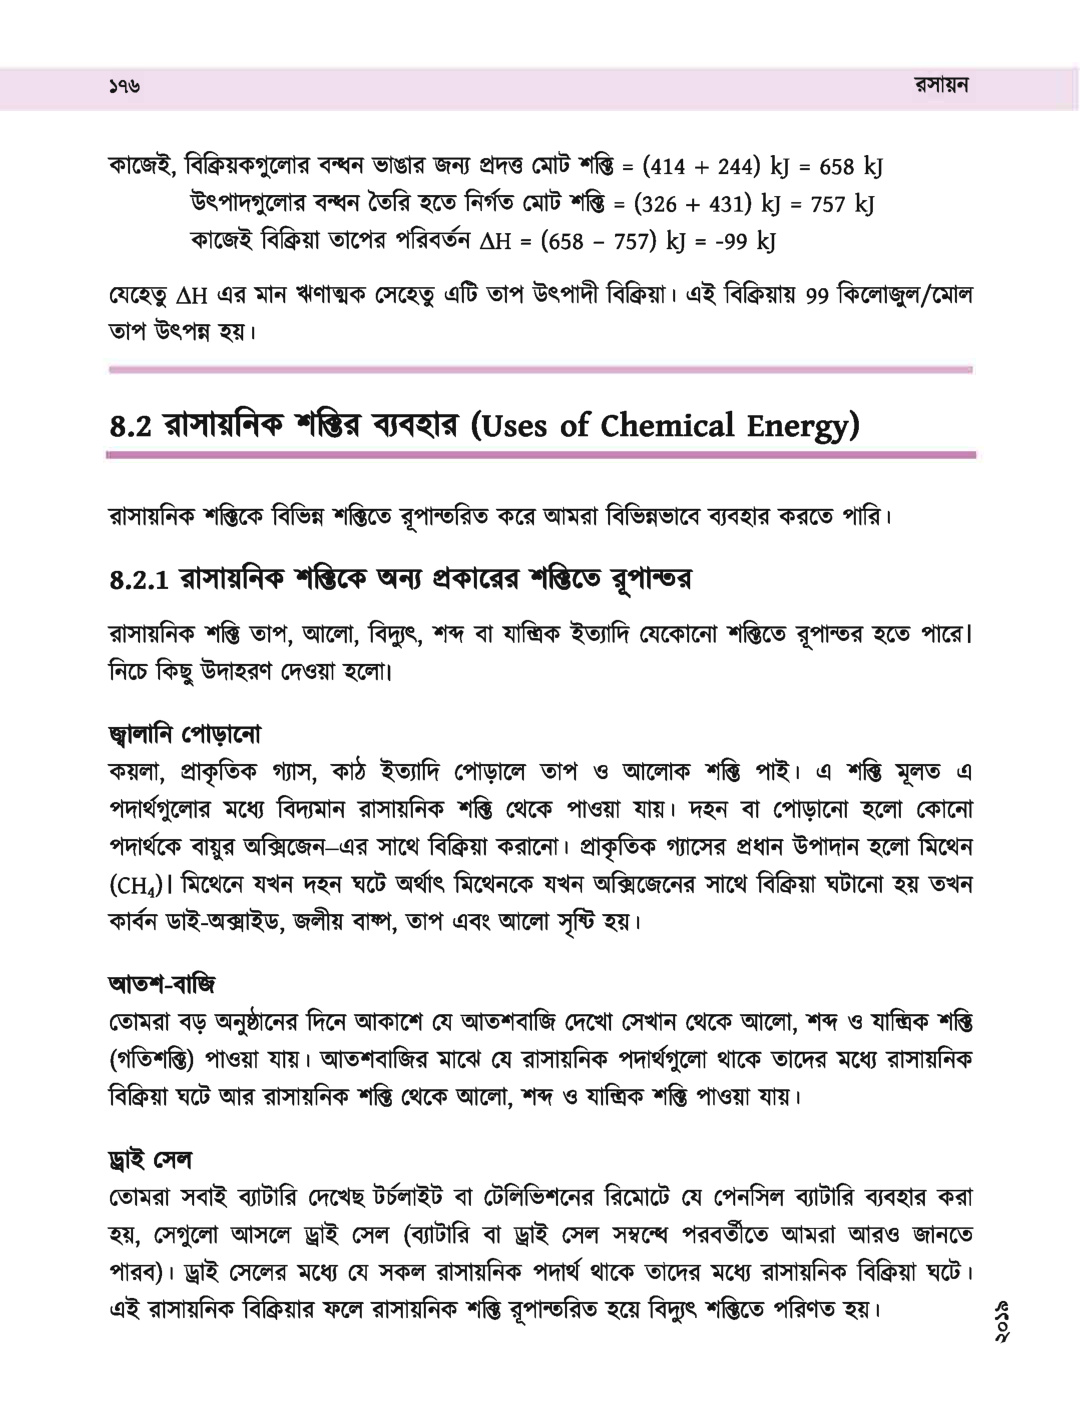 ১৭৬ রসায়ন
কাজেই, বিক্রিয়কগুলোর বন্ধন ভাঙার জন্য প্রদত্ত মোট শক্তি = (414 + 244) kJ = 658 kJ
উৎপাদগুলোর বন্ধন তৈরি হতে নির্গত মোট শক্তি = (326 + 431) kJ = 757 kJ
কাজেই বিক্রিয়া তাপের পরিবর্তন ΔH = (658 – 757) kJ = -99 kJ
যেহেতু ΔH এর মান ঋণাত্মক সেহেতু এটি তাপ উৎপাদী বিক্রিয়া। এই বিক্রিয়ায় 99 কিলোজুল/মোল
তাপ উৎপন্ন হয়।
8.2 রাসায়নিক শক্তির ব্যবহার (Uses of Chemical Energy)
রাসায়নিক শক্তিকে বিভিন্ন শক্তিতে রূপান্তরিত করে আমরা বিভিন্নভাবে ব্যবহার করতে পারি।
8.2.1 রাসায়নিক শক্তিকে অন্য প্রকারের শক্তিতে রূপান্তর
রাসায়নিক শক্তি তাপ, আলো, বিদ্যুৎ, শব্দ বা যান্ত্রিক ইত্যাদি যেকোনো শক্তিতে রূপান্তর হতে পারে।
নিচে কিছু উদাহরণ দেওয়া হলো।
জ্বালানি পোড়ানো
কয়লা, প্রাকৃতিক গ্যাস, কাঠ ইত্যাদি পোড়ালে তাপ ও আলোক শক্তি পাই। এ শক্তি মূলত এ
পদার্থগুলোর মধ্যে বিদ্যমান রাসায়নিক শক্তি থেকে পাওয়া যায়। দহন বা পোড়ানো হলো কোনো
পদার্থকে বায়ুর অক্সিজেন–এর সাথে বিক্রিয়া করানো। প্রাকৃতিক গ্যাসের প্রধান উপাদান হলো মিথেন
(CH₄)। মিথেনে যখন দহন ঘটে অর্থাৎ মিথেনকে যখন অক্সিজেনের সাথে বিক্রিয়া ঘটানো হয় তখন
কার্বন ডাই-অক্সাইড, জলীয় বাষ্প, তাপ এবং আলো সৃষ্টি হয়।
আতশ-বাজি
তোমরা বড় অনুষ্ঠানের দিনে আকাশে যে আতশবাজি দেখো সেখান থেকে আলো, শব্দ ও যান্ত্রিক শক্তি
(গতিশক্তি) পাওয়া যায়। আতশবাজির মাঝে যে রাসায়নিক পদার্থগুলো থাকে তাদের মধ্যে রাসায়নিক
বিক্রিয়া ঘটে আর রাসায়নিক শক্তি থেকে আলো, শব্দ ও যান্ত্রিক শক্তি পাওয়া যায়।
ড্রাই সেল
তোমরা সবাই ব্যাটারি দেখেছ টর্চলাইট বা টেলিভিশনের রিমোটে যে পেনসিল ব্যাটারি ব্যবহার করা
হয়, সেগুলো আসলে ড্রাই সেল (ব্যাটারি বা ড্রাই সেল সম্বন্ধে পরবর্তীতে আমরা আরও জানতে
পারব)। ড্রাই সেলের মধ্যে যে সকল রাসায়নিক পদার্থ থাকে তাদের মধ্যে রাসায়নিক বিক্রিয়া ঘটে।
এই রাসায়নিক বিক্রিয়ার ফলে রাসায়নিক শক্তি রূপান্তরিত হয়ে বিদ্যুৎ শক্তিতে পরিণত হয়।
২০১৯